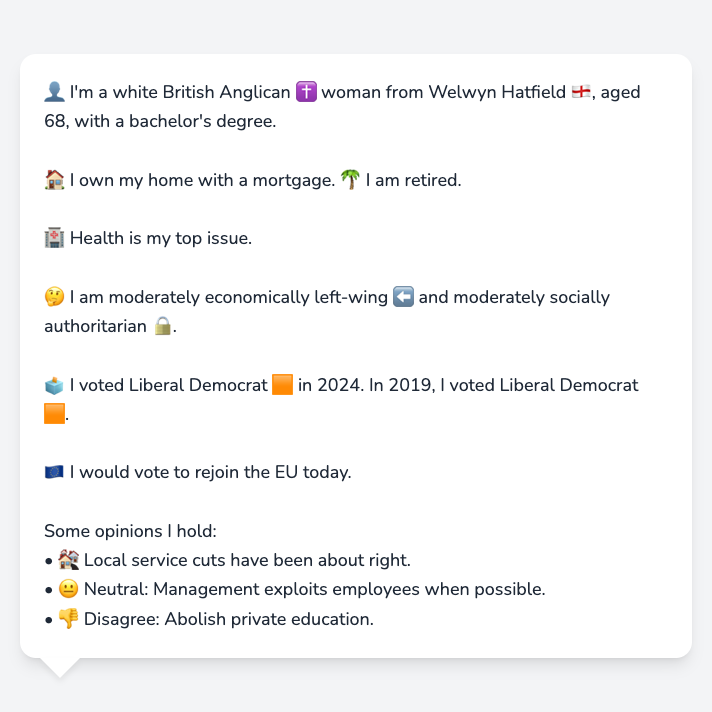 👤 I'm a white British Anglican ✝️ woman from Welwyn Hatfield 🏴󠁧󠁢󠁥󠁮󠁧󠁿, aged
68, with a bachelor's degree.
🏠 I own my home with a mortgage. 🌴 I am retired.
🏥 Health is my top issue.
🤔 I am moderately economically left-wing ⬅️ and moderately socially
authoritarian 🔒.
🗳️ I voted Liberal Democrat 🟧 in 2024. In 2019, I voted Liberal Democrat
🟧.
🇪🇺 I would vote to rejoin the EU today.
Some opinions I hold:
• 🏚️ Local service cuts have been about right.
• 😐 Neutral: Management exploits employees when possible.
• 👎 Disagree: Abolish private education.